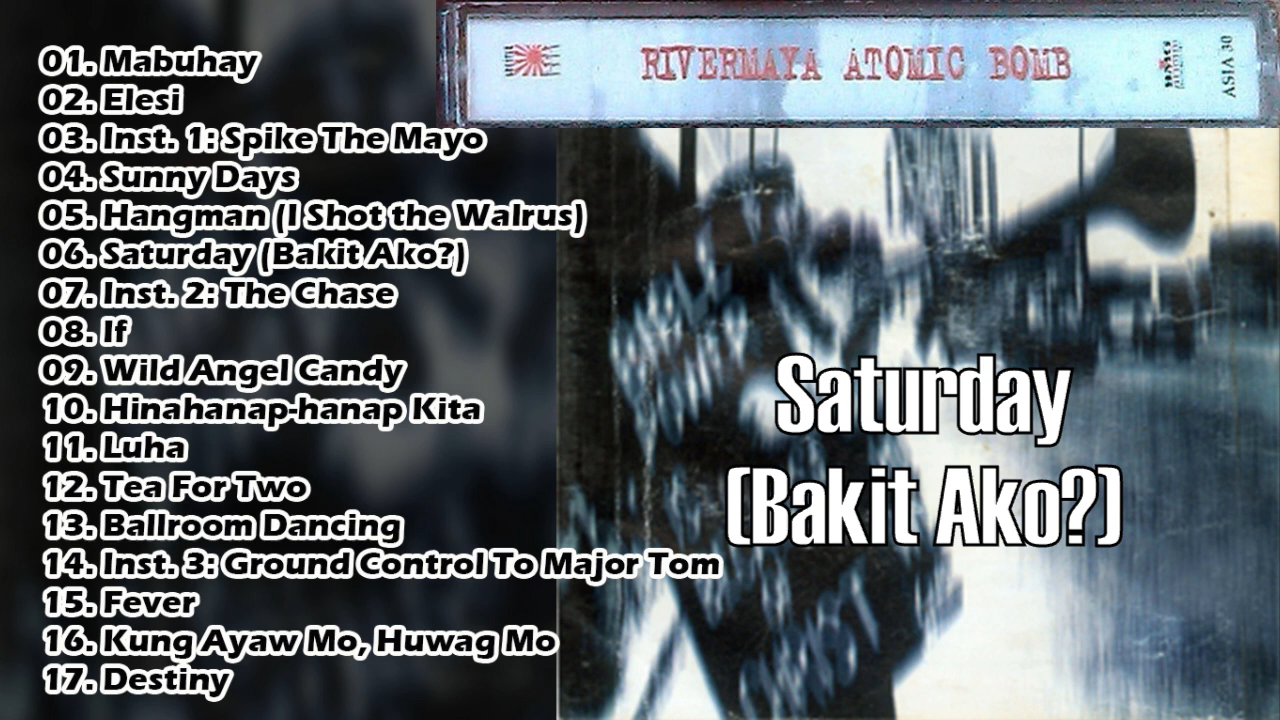 01. Mabuhay
02. Elesi
03. Inst. 1: Spike The Mayo
04. Sunny Days
05. Hangman (I Shot the Walrus)
06. Saturday (Bakit Ako?)
07. Inst. 2: The Chase
08. If
09. Wild Angel Candy
10. Hinahanap-hanap Kita
11. Luha
12. Tea For Two
13. Ballroom Dancing
14. Inst. 3: Ground Control To Major Tom
15. Fever
16. Kung Ayaw Mo, Huwag Mo
17. Destiny
RIVERMAYA ATOMIC BOMB
BMG
ASIA 30
Saturday
(Bakit Ako?)